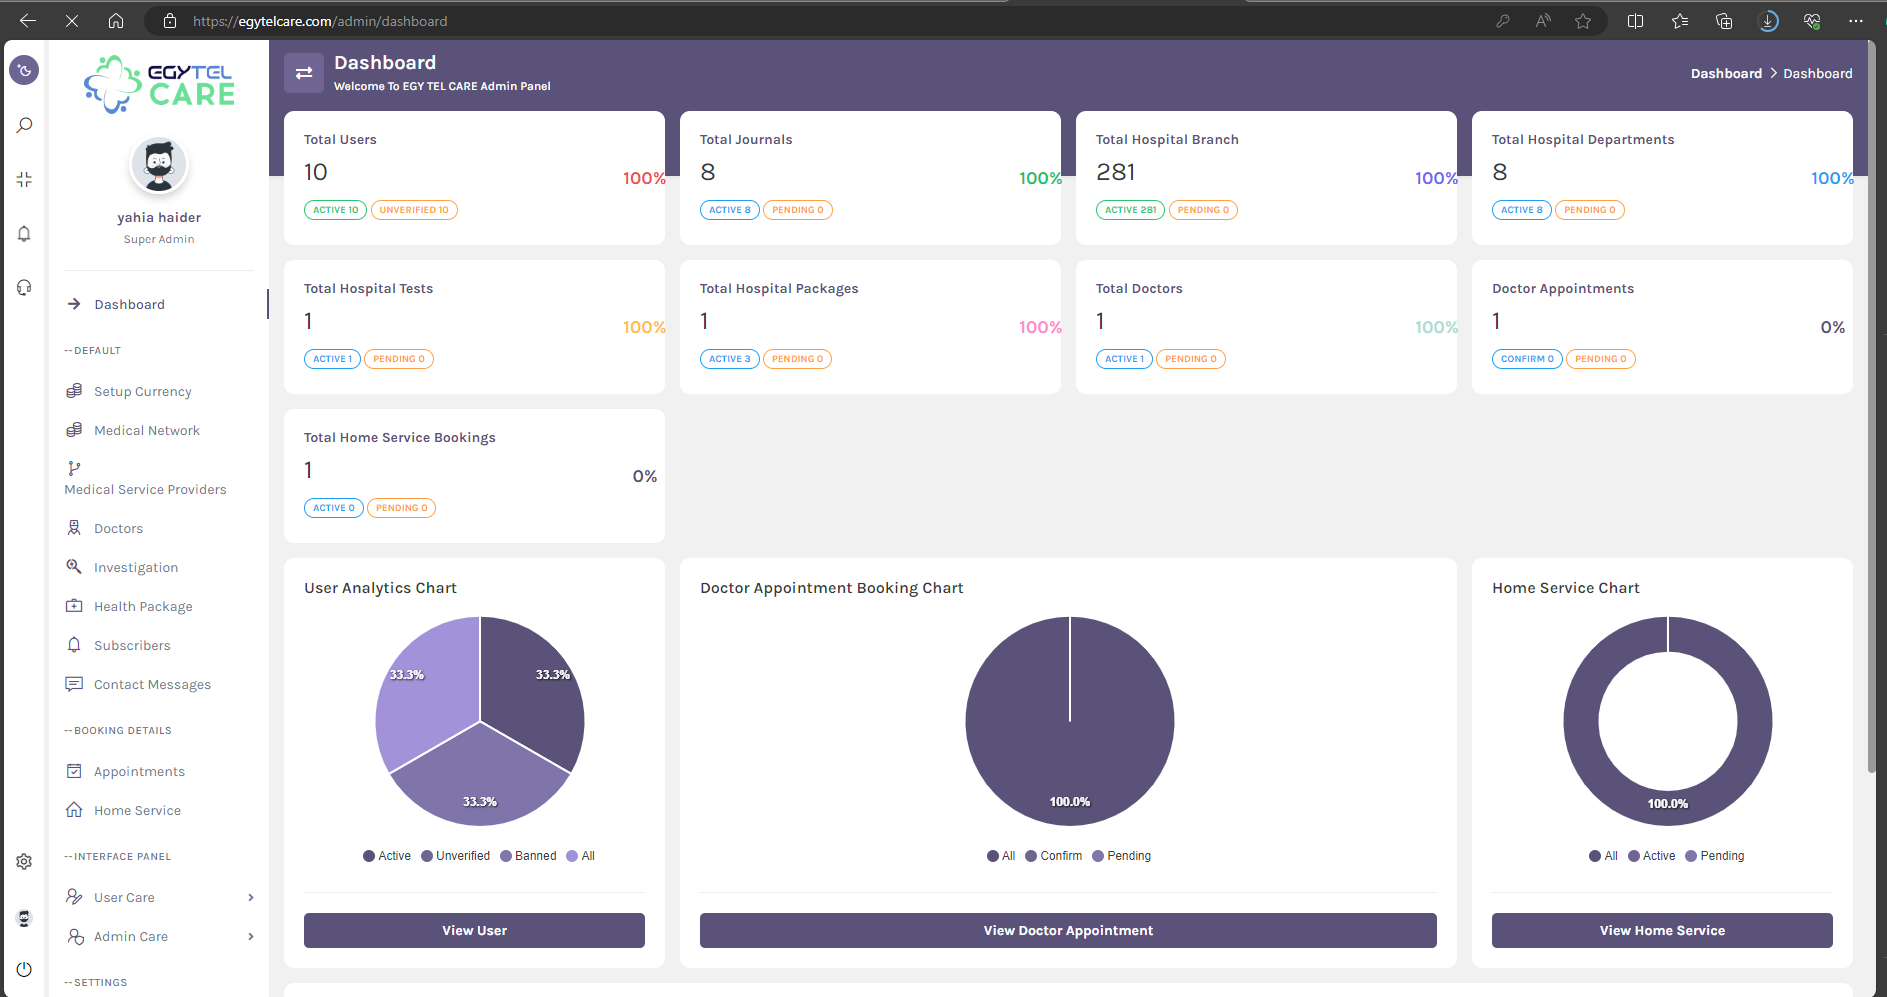 https://egytelcare.com/admin/dashboard
EGYTEL
CARE
yahia haider
Super Admin
Dashboard
--DEFAULT
Setup Currency
Medical Network
Medical Service Providers
Doctors
Investigation
Health Package
Subscribers
Contact Messages
--BOOKING DETAILS
Appointments
Home Service
--INTERFACE PANEL
User Care
Admin Care
--SETTINGS
Dashboard
Welcome To EGY TEL CARE Admin Panel
Dashboard > Dashboard
Total Users
10
100%
ACTIVE 10 UNVERIFIED 10
Total Journals
8
100%
ACTIVE 8 PENDING 0
Total Hospital Branch
281
100%
ACTIVE 281 PENDING 0
Total Hospital Departments
8
100%
ACTIVE 8 PENDING 0
Total Hospital Tests
1
100%
ACTIVE 1 PENDING 0
Total Hospital Packages
1
100%
ACTIVE 3 PENDING 0
Total Doctors
1
100%
ACTIVE 1 PENDING 0
Doctor Appointments
1
0%
CONFIRM 0 PENDING 0
Total Home Service Bookings
1
0%
ACTIVE 0 PENDING 0
User Analytics Chart
33.3% 33.3%
33.3%
Active Unverified Banned All
View User
Doctor Appointment Booking Chart
100.0%
All Confirm Pending
View Doctor Appointment
Home Service Chart
100.0%
All Active Pending
View Home Service